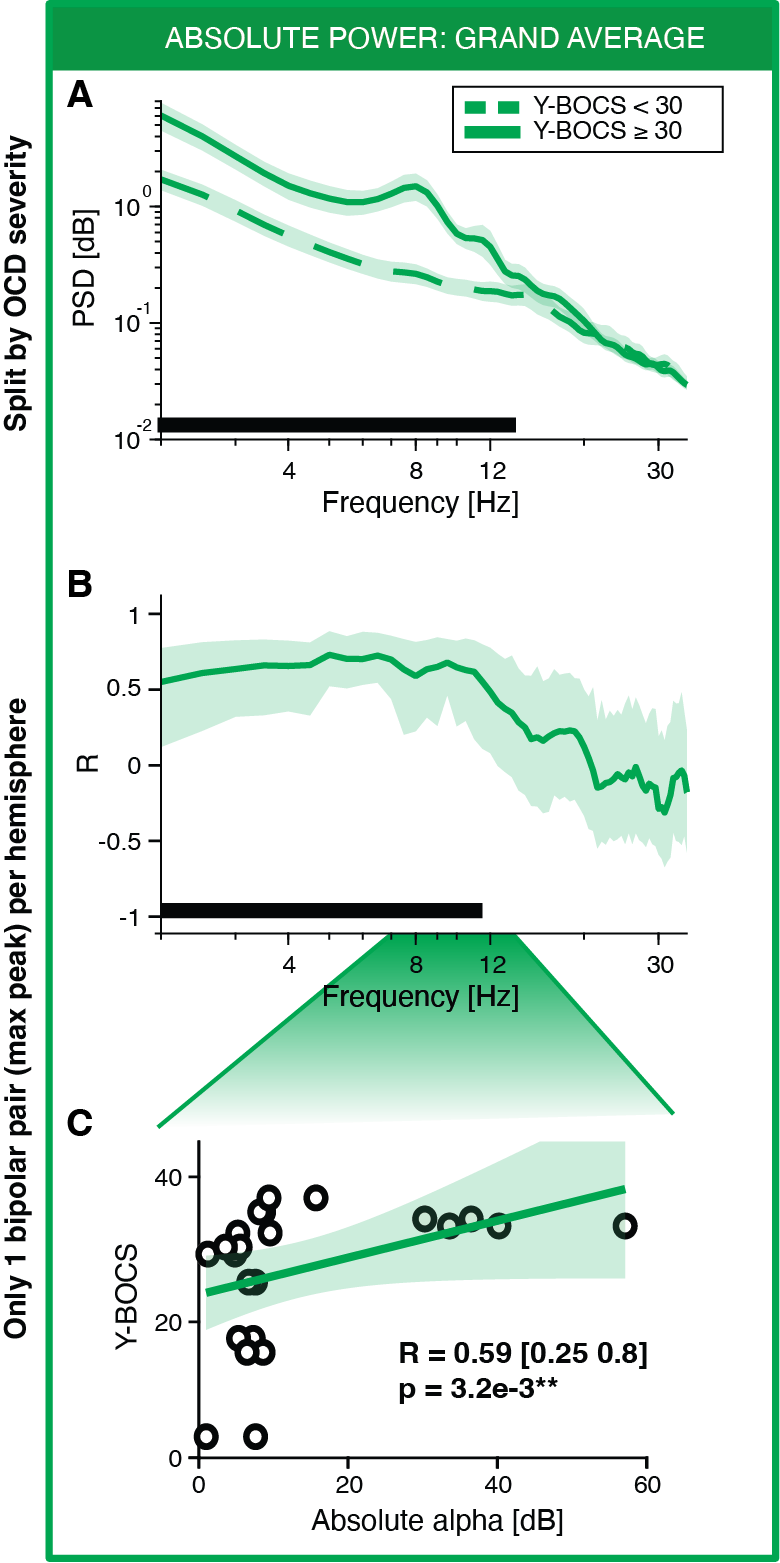 ABSOLUTE POWER: GRAND AVERAGE
Split by OCD severity
A
Y-BOCS < 30
Y-BOCS ≥ 30
PSD [dB]
10^0
10^-1
10^-2
4 8 12 30
Frequency [Hz]
Only 1 bipolar pair (max peak) per hemisphere
B
R
1
0.5
0
-0.5
-1
4 8 12 30
Frequency [Hz]
C
Y-BOCS
40
20
0
R = 0.59 [0.25 0.8]
p = 3.2e-3**
0 20 40 60
Absolute alpha [dB]